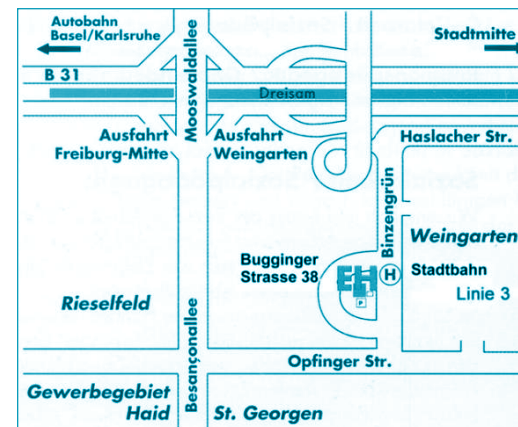 Autobahn
Basel/Karlsruhe
Stadtmitte
B 31
Mooswaldallee
Dreisam
Ausfahrt
Freiburg-Mitte
Ausfahrt
Weingarten
Haslacher Str.
Binzengrün
Weingarten
Bugginger
Strasse 38
EH
H
Stadtbahn
Linie 3
P
Rieselfeld
Besançonallee
Opfinger Str.
Gewerbegebiet
Haid
St. Georgen